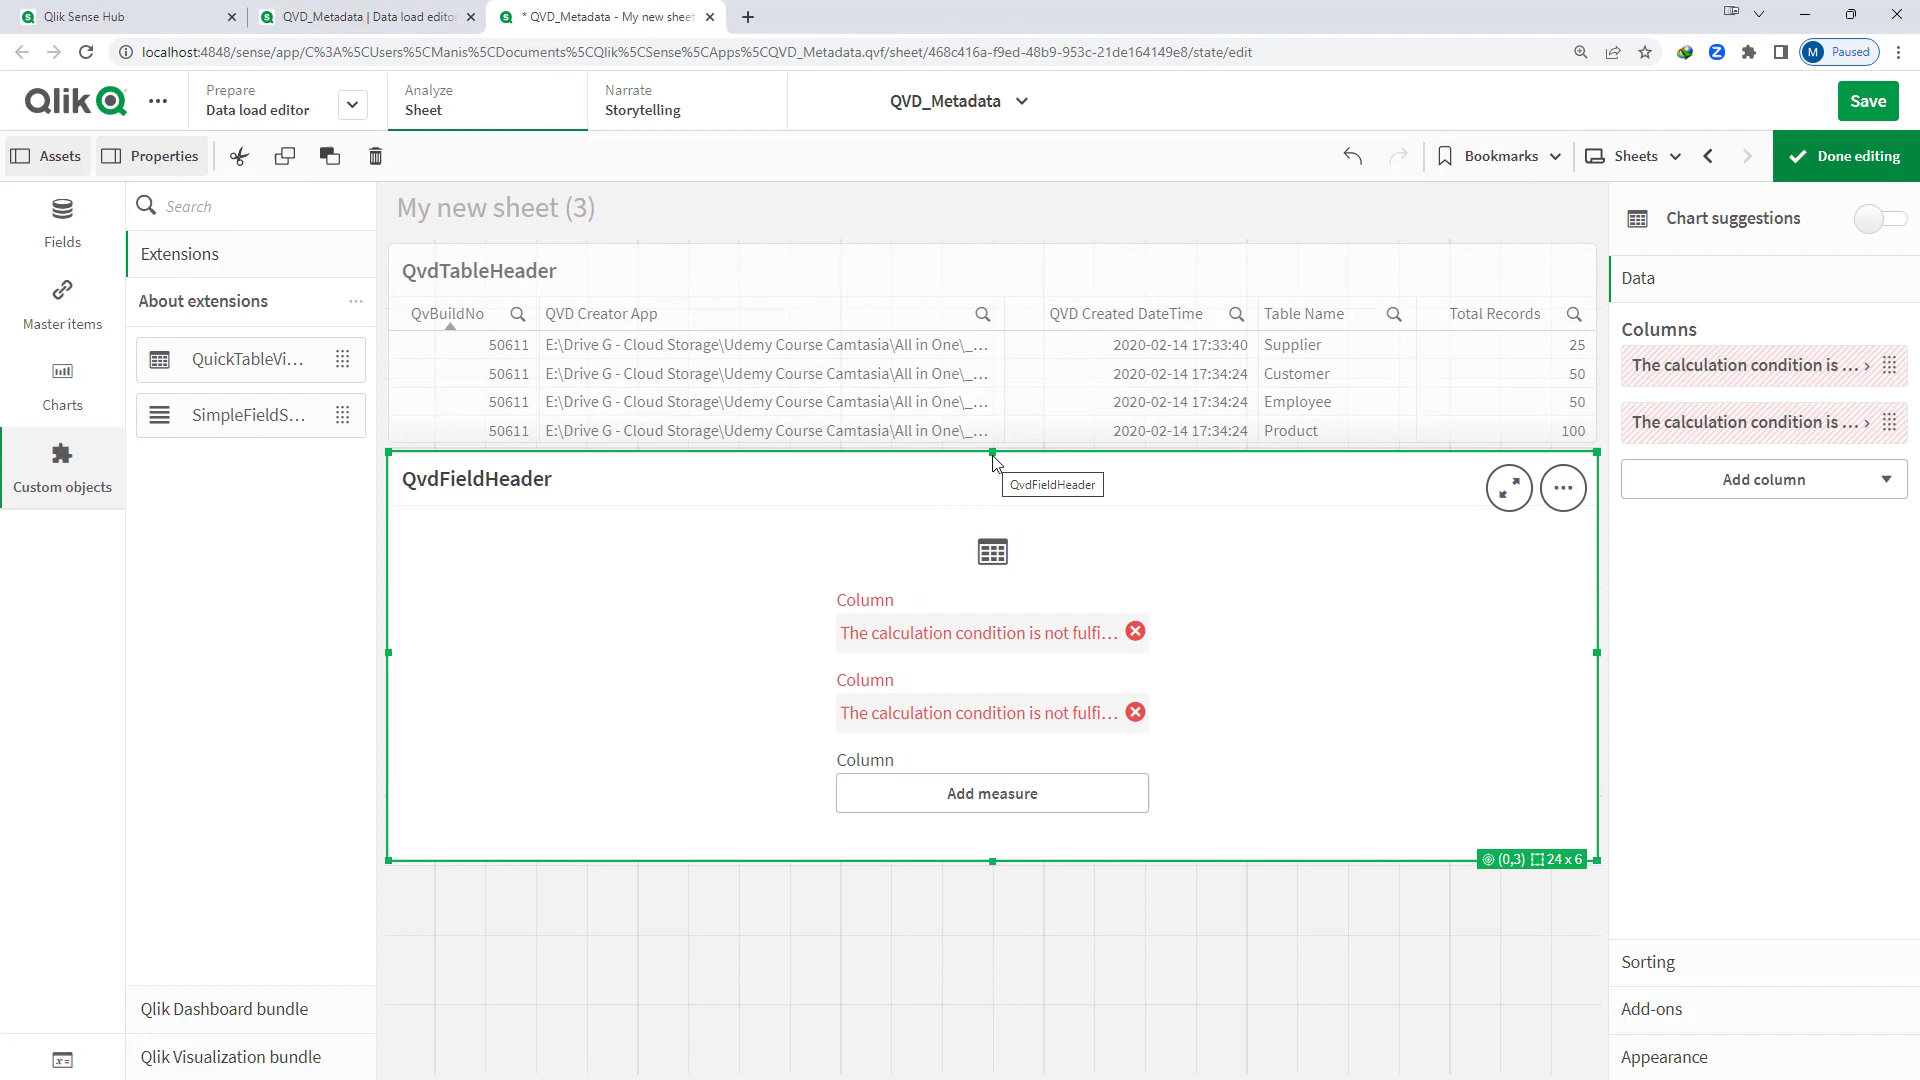 Qlik Sense Hub
QVD_Metadata | Data load edito
* QVD_Metadata - My new sheet
localhost:4848/sense/app/C%3A%5CUsers%5CManis%5CDocuments%5CQlik%5CSense%5CApps%5CQVD_Metadata.qvf/sheet/468c416a-f9ed-48b9-953c-21de164149e8/state/edit
M Paused
Qlik
Prepare
Data load editor
Analyze
Sheet
Narrate
Storytelling
QVD_Metadata
Save
Assets
Properties
Bookmarks
Sheets
Done editing
Fields
Master items
Charts
Custom objects
Search
Extensions
About extensions
QuickTableVi...
SimpleFieldS...
Qlik Dashboard bundle
Qlik Visualization bundle
My new sheet (3)
QvdTableHeader
QvBuildNo QVD Creator App QVD Created DateTime Table Name Total Records
50611 E:\Drive G - Cloud Storage\Udemy Course Camtasia\All in One\_... 2020-02-14 17:33:40 Supplier 25
50611 E:\Drive G - Cloud Storage\Udemy Course Camtasia\All in One\_... 2020-02-14 17:34:24 Customer 50
50611 E:\Drive G - Cloud Storage\Udemy Course Camtasia\All in One\_... 2020-02-14 17:34:24 Employee 50
50611 E:\Drive G - Cloud Storage\Udemy Course Camtasia\All in One\_... 2020-02-14 17:34:24 Product 100
QvdFieldHeader
QvdFieldHeader
Column
The calculation condition is not fulfi...
Column
The calculation condition is not fulfi...
Column
Add measure
(0,3) 24 x 6
Chart suggestions
Data
Columns
The calculation condition is ...
The calculation condition is ...
Add column
Sorting
Add-ons
Appearance